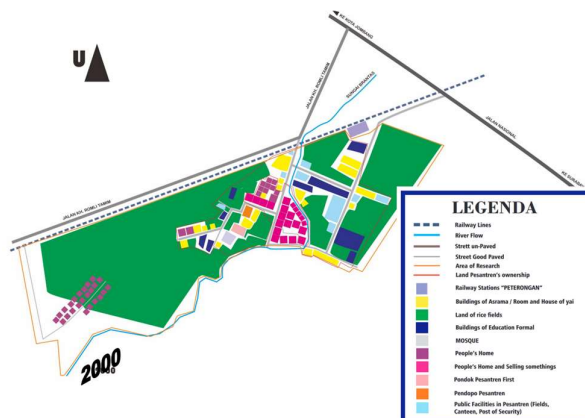 KE KOTA JOMBANG
U
JALAN KH. ROMLI TAMIM
SUNGAI BRANTAS
JALAN NASIONAL
KE SURABAYA
JALAN KH. ROMLI TAMIM
2000
LEGENDA
Railway Lines
River Flow
Strett un-Paved
Street Good Paved
Area of Research
Land Pesantren's ownership
Railway Stations "PETERONGAN"
Buildings of Asrama / Room and House of yai
Land of rice fields
Buildings of Education Formal
MOSQUE
People's Home
People's Home and Selling somethings
Pondok Pesantren First
Pendopo Pesantren
Public Facilities in Pesantren (Fields,
Canteen, Post of Security)